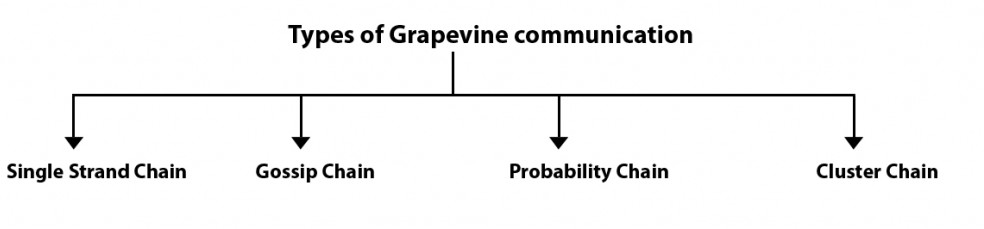 Types of Grapevine communication
Single Strand Chain
Gossip Chain
Probability Chain
Cluster Chain